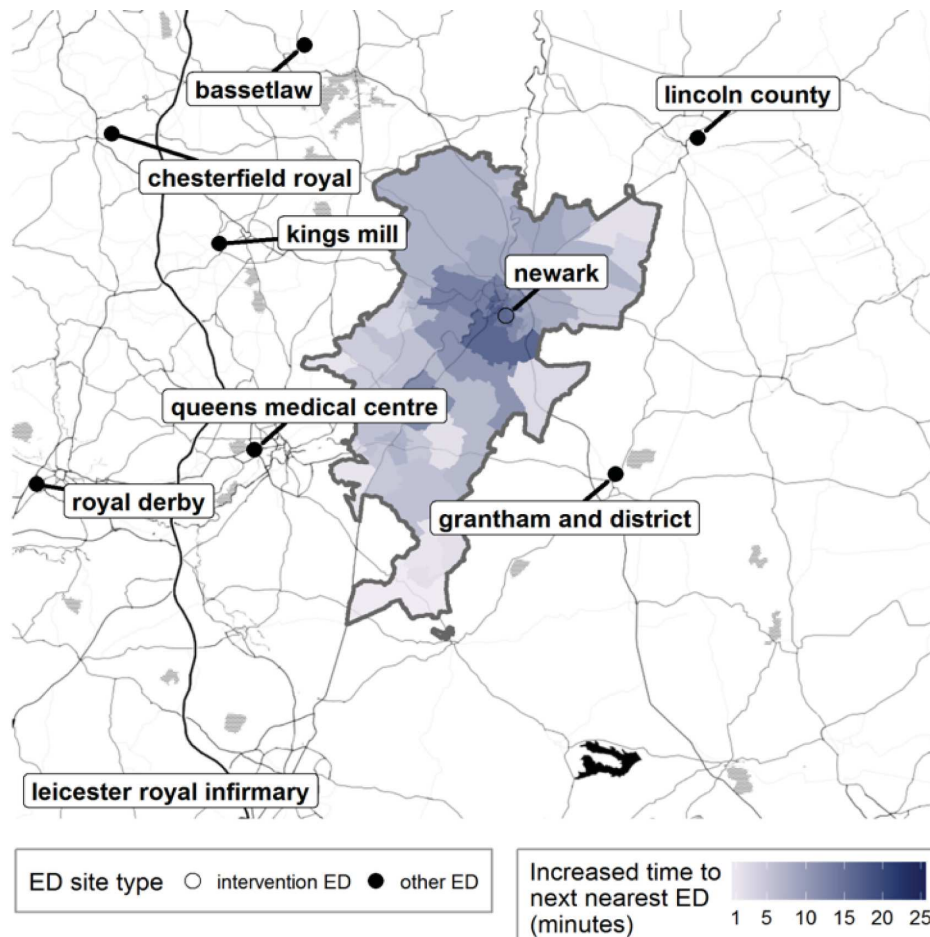 bassetlaw
lincoln county
chesterfield royal
kings mill
newark
queens medical centre
royal derby
grantham and district
leicester royal infirmary
ED site type
intervention ED
other ED
Increased time to
next nearest ED
(minutes)
1 5 10 15 20 25